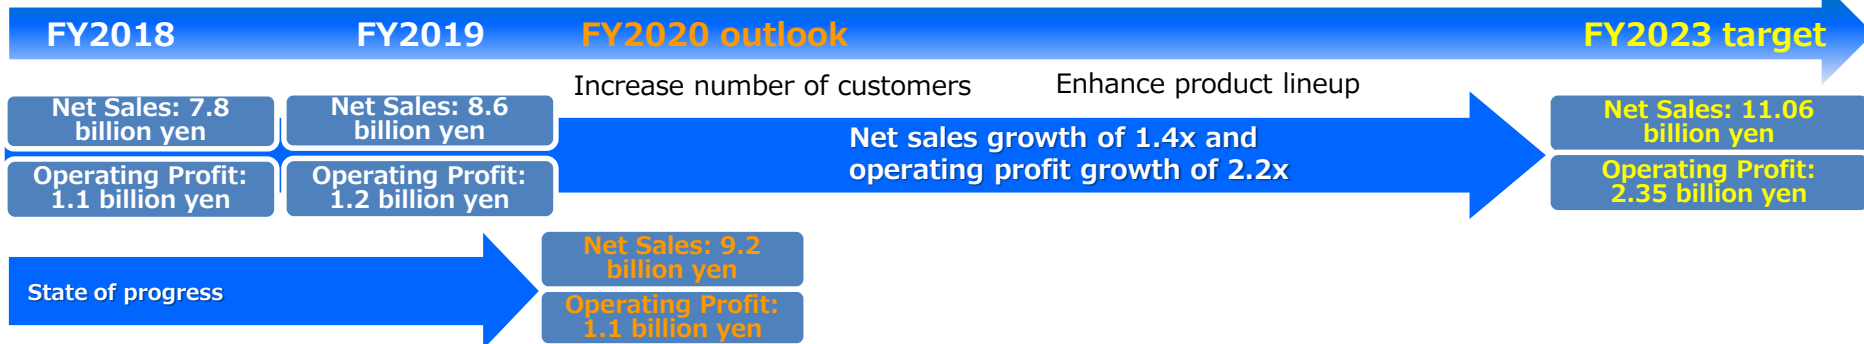 FY2018
FY2019
FY2020 outlook
FY2023 target
Increase number of customers
Enhance product lineup
Net Sales: 7.8
billion yen
Net Sales: 8.6
billion yen
Net sales growth of 1.4x and
operating profit growth of 2.2x
Net Sales: 11.06
billion yen
Operating Profit:
1.1 billion yen
Operating Profit:
1.2 billion yen
Operating Profit:
2.35 billion yen
State of progress
Net Sales: 9.2
billion yen
Operating Profit:
1.1 billion yen